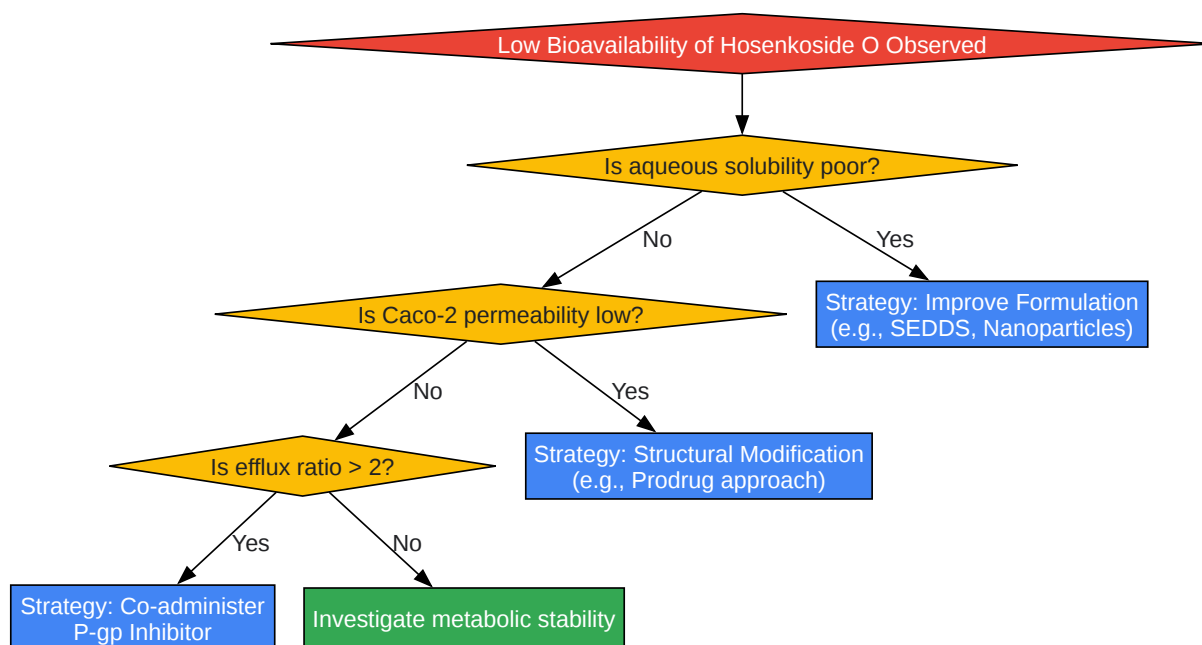 Low Bioavailability of Hosenkoside O Observed
Is aqueous solubility poor?
No
Yes
Is Caco-2 permeability low?
Strategy: Improve Formulation
(e.g., SEDDS, Nanoparticles)
No
Yes
Is efflux ratio > 2?
Strategy: Structural Modification
(e.g., Prodrug approach)
Yes
No
Strategy: Co-administer
P-gp Inhibitor
Investigate metabolic stability